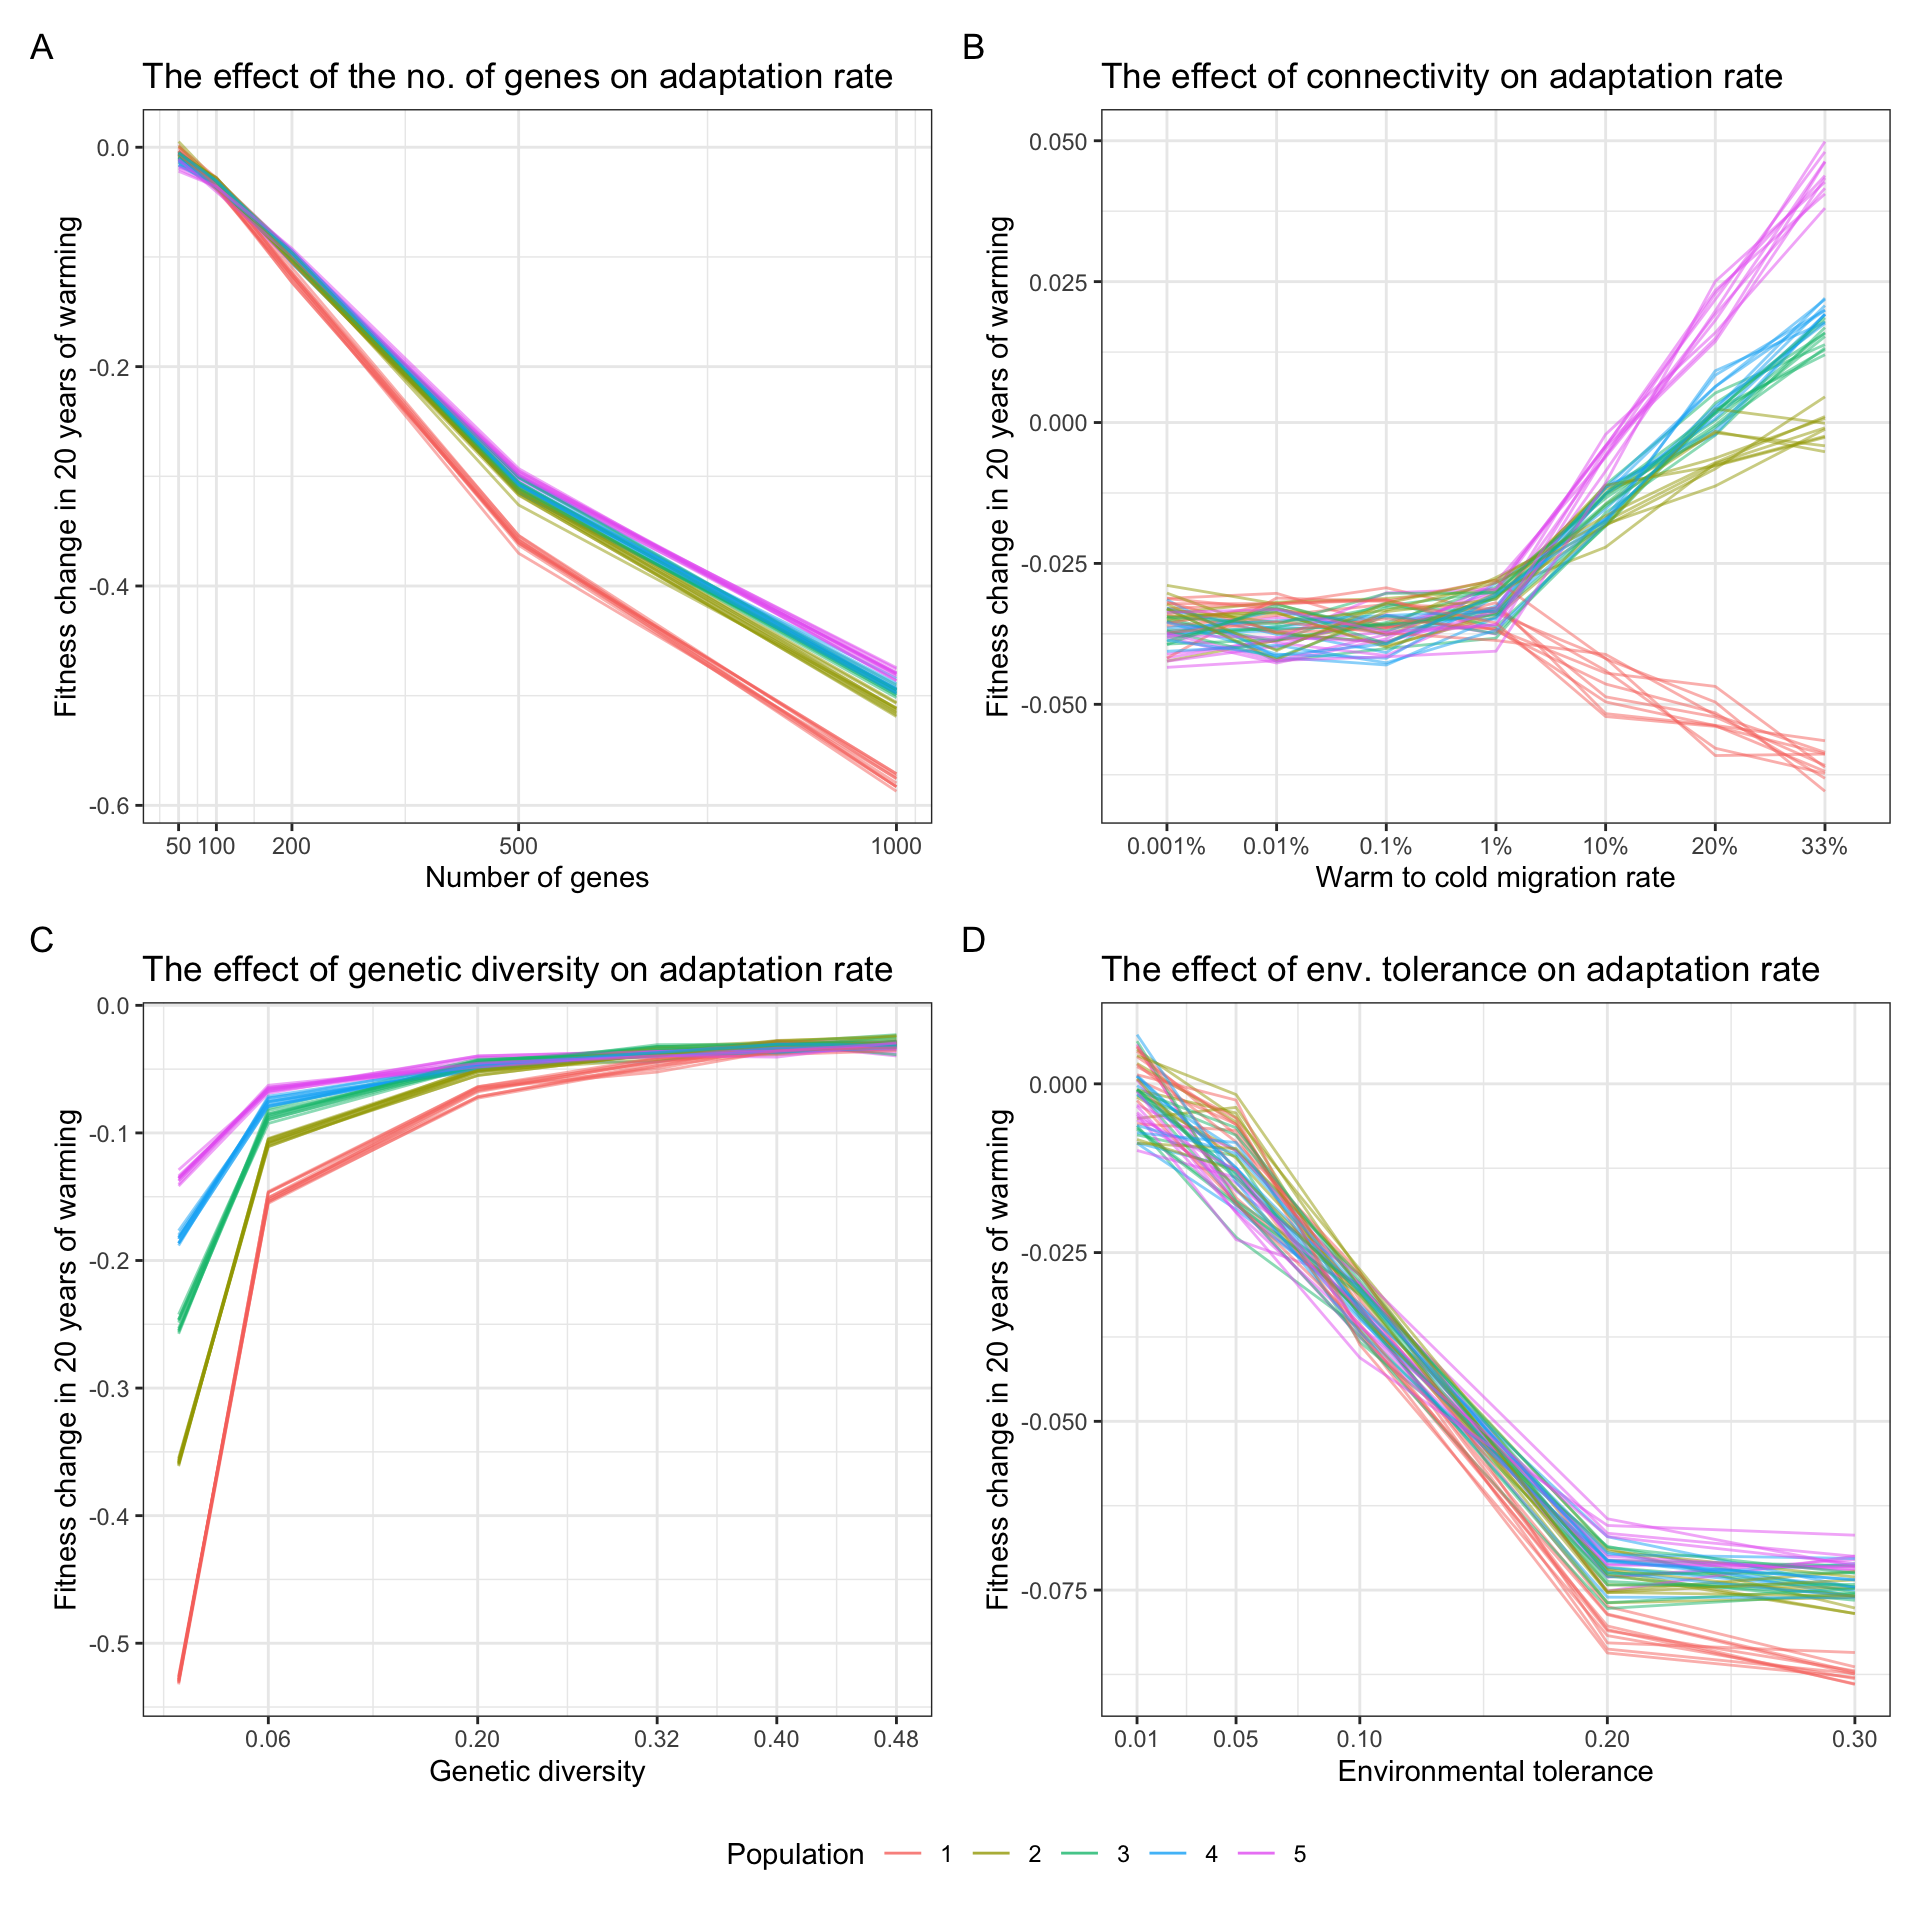 A
The effect of the no. of genes on adaptation rate
Fitness change in 20 years of warming
0.0
-0.2
-0.4
-0.6
50 100 200 500 1000
Number of genes
B
The effect of connectivity on adaptation rate
Fitness change in 20 years of warming
0.050
0.025
0.000
-0.025
-0.050
0.001% 0.01% 0.1% 1% 10% 20% 33%
Warm to cold migration rate
C
The effect of genetic diversity on adaptation rate
Fitness change in 20 years of warming
0.0
-0.1
-0.2
-0.3
-0.4
-0.5
0.06 0.20 0.32 0.40 0.48
Genetic diversity
D
The effect of env. tolerance on adaptation rate
Fitness change in 20 years of warming
0.000
-0.025
-0.050
-0.075
0.01 0.05 0.10 0.20 0.30
Environmental tolerance
Population 1 2 3 4 5